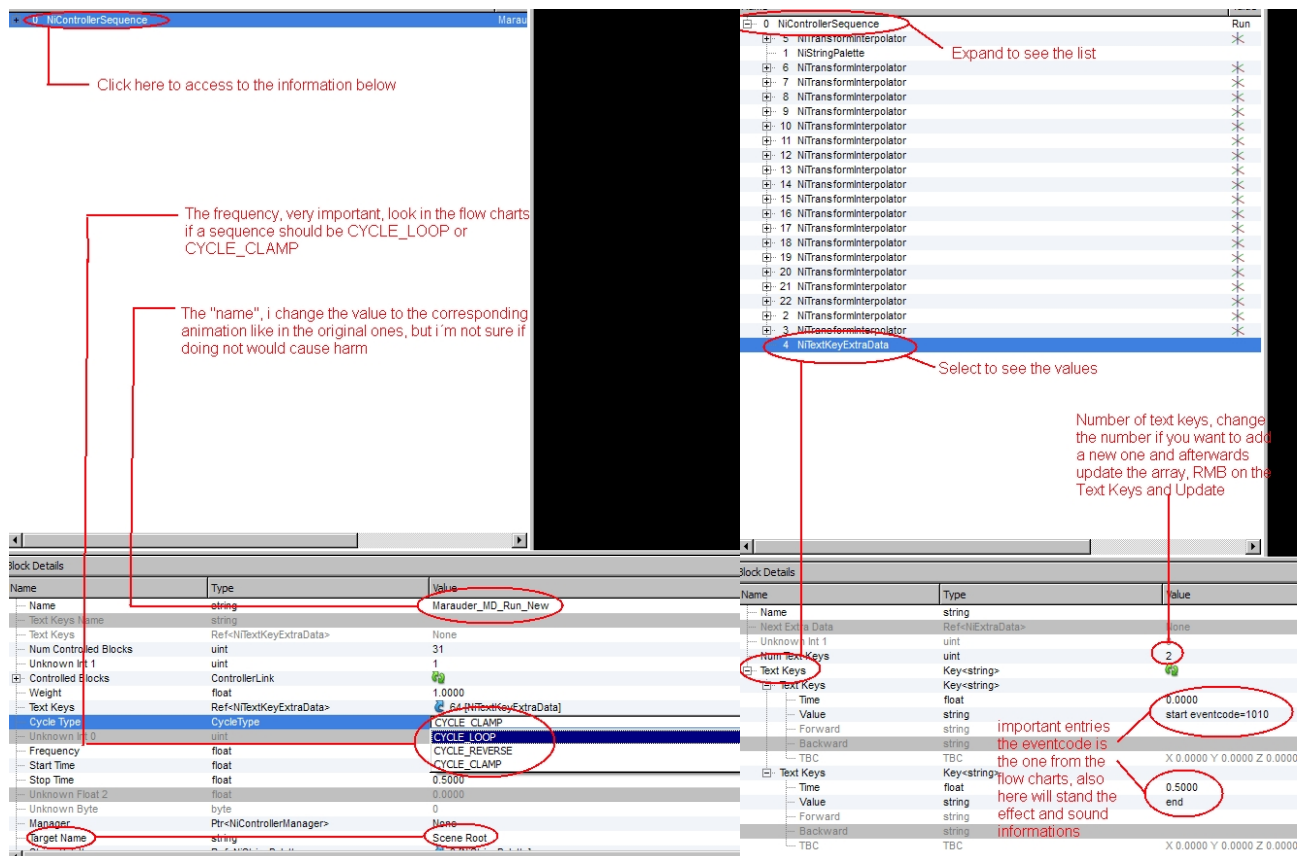 + 0 NiControllerSequence Marau
Click here to access to the information below
The frequency, very important, look in the flow charts
if a sequence should be CYCLE_LOOP or
CYCLE_CLAMP
The "name", i change the value to the corresponding
animation like in the original ones, but i´m not sure if
doing not would cause harm
Block Details
Name Type Value
Name string Marauder_MD_Run_New
Text Keys Name string
Text Keys Ref<NiTextKeyExtraData> None
Num Controlled Blocks uint 31
Unknown Int 1 uint 1
Controlled Blocks ControllerLink
Weight float 1.0000
Text Keys Ref<NiTextKeyExtraData> 64 [NiTextKeyExtraData]
Cycle Type CycleType CYCLE_CLAMP
Unknown Int 0 uint CYCLE_LOOP
Frequency float CYCLE_REVERSE
Start Time float CYCLE_CLAMP
Stop Time float 0.5000
Unknown Float 2 float 0.0000
Unknown Byte byte 0
Manager Ptr<NiControllerManager> None
Target Name string Scene Root
0 NiControllerSequence Run
5 NiTransformInterpolator
1 NiStringPalette
Expand to see the list
6 NiTransformInterpolator
7 NiTransformInterpolator
8 NiTransformInterpolator
9 NiTransformInterpolator
10 NiTransformInterpolator
11 NiTransformInterpolator
12 NiTransformInterpolator
13 NiTransformInterpolator
14 NiTransformInterpolator
15 NiTransformInterpolator
16 NiTransformInterpolator
17 NiTransformInterpolator
18 NiTransformInterpolator
19 NiTransformInterpolator
20 NiTransformInterpolator
21 NiTransformInterpolator
22 NiTransformInterpolator
2 NiTransformInterpolator
3 NiTransformInterpolator
4 NiTextKeyExtraData
Select to see the values
Number of text keys, change
the number if you want to add
a new one and afterwards
update the array, RMB on the
Text Keys and Update
Block Details
Name Type Value
Name string
Next Extra Data Ref<NiExtraData> None
Unknown Int 1 uint
Num Text Keys uint 2
Text Keys Key<string>
Text Keys Key<string>
Time float 0.0000
Value string start eventcode=1010
Forward string
Backward string
TBC TBC X 0.0000 Y 0.0000 Z 0.0000
Text Keys Key<string>
Time float 0.5000
Value string end
Forward string
Backward string
TBC TBC X 0.0000 Y 0.0000 Z 0.0000
important entries
the eventcode is
the one from the
flow charts, also
here will stand the
effect and sound
informations